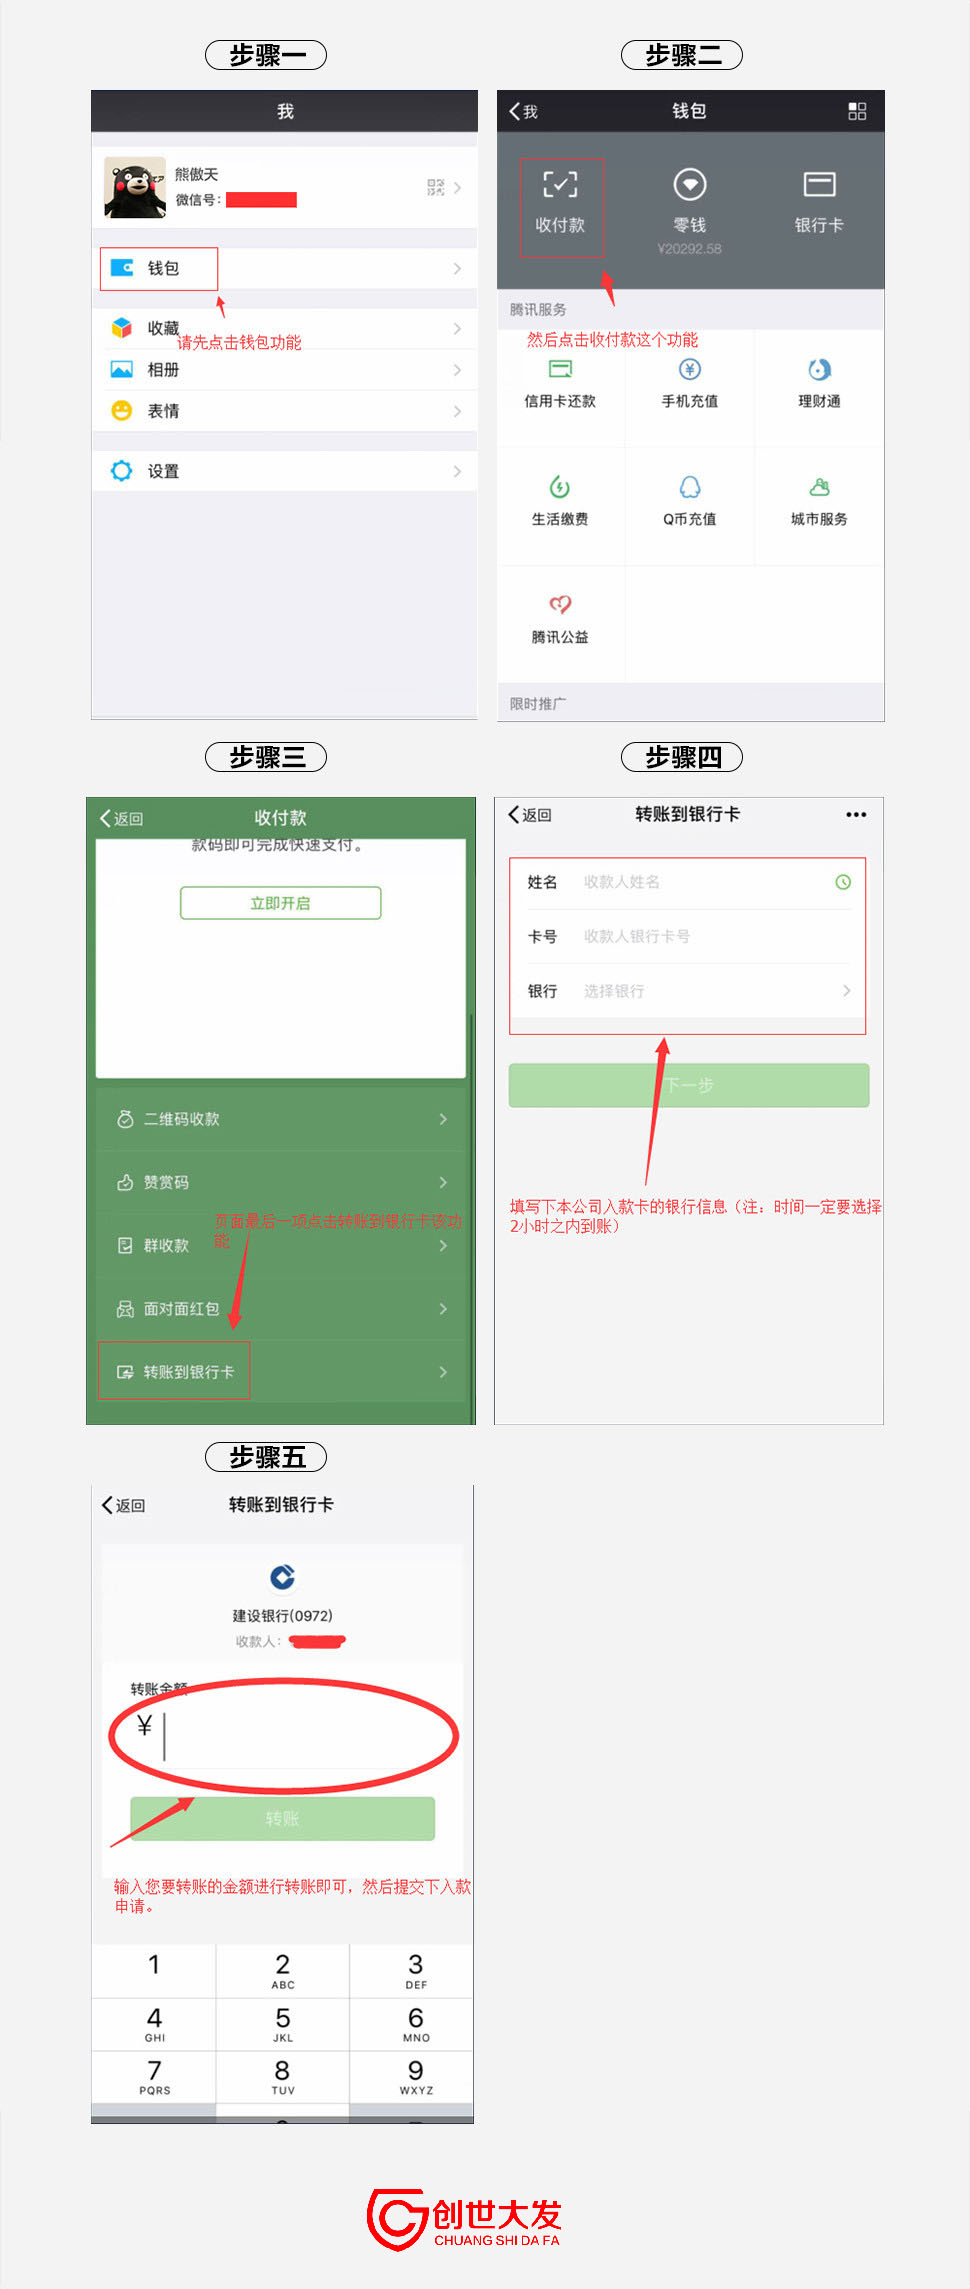 步骤一
我
熊傲天
微信号：
钱包
收藏
请先点击钱包功能
相册
表情
设置
步骤二
我
钱包
收付款
零钱
银行卡
¥20292.58
腾讯服务
然后点击收付款这个功能
信用卡还款
手机充值
理财通
生活缴费
Q币充值
城市服务
腾讯公益
限时推广
步骤三
返回
收付款
款码即可完成快速支付。
立即开启
二维码收款
赞赏码
页面最后一项点击转账到银行卡该功
能
群收款
面对面红包
转账到银行卡
步骤四
返回
转账到银行卡
姓名
收款人姓名
卡号
收款人银行卡号
银行
选择银行
下一步
填写下本公司入款卡的银行信息（注：时间一定要选择
2小时之内到账）
步骤五
返回
转账到银行卡
建设银行(0972)
收款人：
转账金额
¥
转账
输入您要转账的金额进行转账即可，然后提交下入款
申请。
1
2
ABC
3
DEF
4
GHI
5
JKL
6
MNO
7
PQRS
8
TUV
9
WXYZ
创世大发
CHUANG SHI DA FA